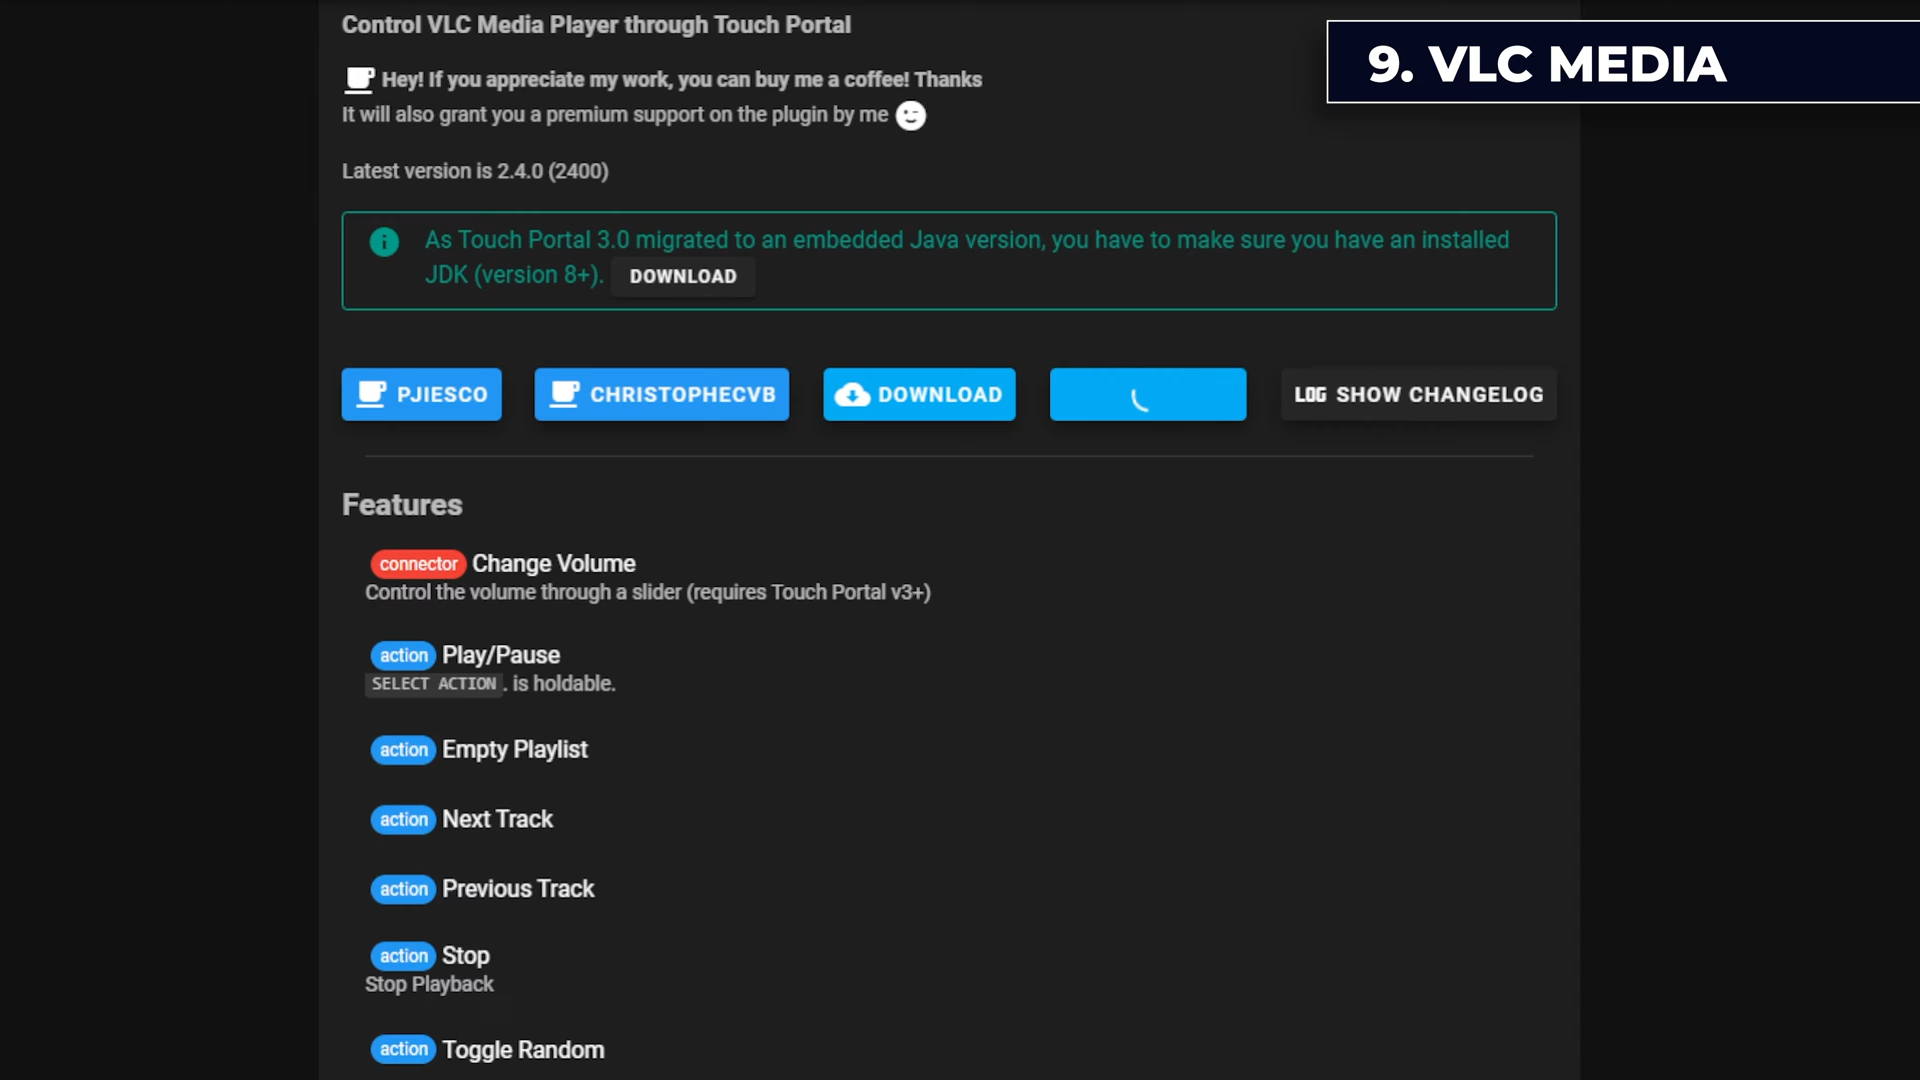 Control VLC Media Player through Touch Portal
9. VLC MEDIA
Hey! If you appreciate my work, you can buy me a coffee! Thanks
It will also grant you a premium support on the plugin by me
Latest version is 2.4.0 (2400)
As Touch Portal 3.0 migrated to an embedded Java version, you have to make sure you have an installed
JDK (version 8+). DOWNLOAD
PJIESCO CHRISTOPHECVB DOWNLOAD LOG SHOW CHANGELOG
Features
connector Change Volume
Control the volume through a slider (requires Touch Portal v3+)
action Play/Pause
SELECT ACTION . is holdable.
action Empty Playlist
action Next Track
action Previous Track
action Stop
Stop Playback
action Toggle Random